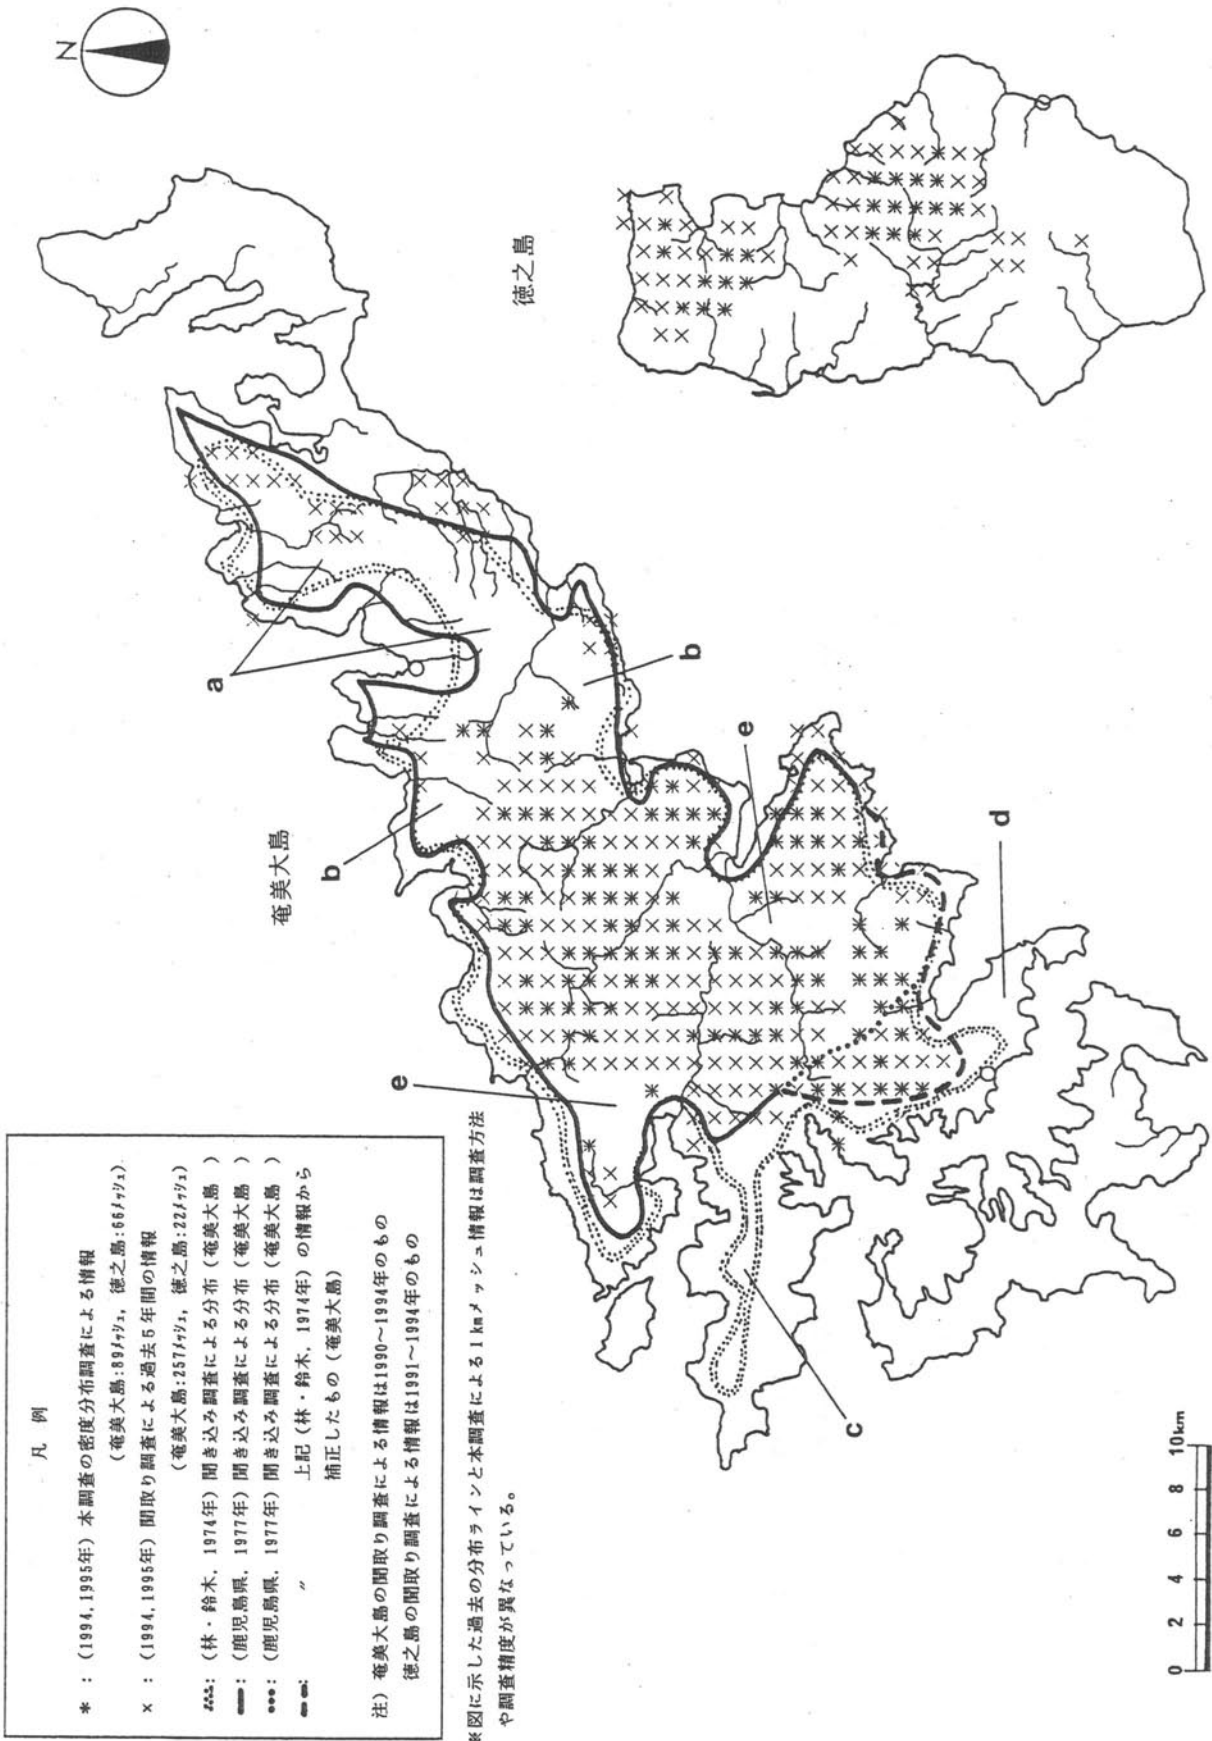 凡 例
* : (1994, 1995年) 本調査の密度分布調査による情報
(奄美大島:89ﾒｯｼｭ, 徳之島:66ﾒｯｼｭ)
× : (1994, 1995年) 聞取り調査による過去5年間の情報
(奄美大島:257ﾒｯｼｭ, 徳之島:22ﾒｯｼｭ)
: (林・鈴木, 1974年) 聞き込み調査による分布 (奄美大島)
: (鹿児島県, 1977年) 聞き込み調査による分布 (奄美大島)
: (鹿児島県, 1977年) 聞き込み調査による分布 (奄美大島)
: 〃 上記 (林・鈴木, 1974年) の情報から
補正したもの (奄美大島)
注) 奄美大島の聞取り調査による情報は1990～1994年のもの
徳之島の聞取り調査による情報は1991～1994年のもの
※図に示した過去の分布ラインと本調査による1kmメッシュ情報は調査方法
や調査精度が異なっている。
N
奄美大島
徳之島
a
b
b
e
e
d
c
0 2 4 6 8 10km